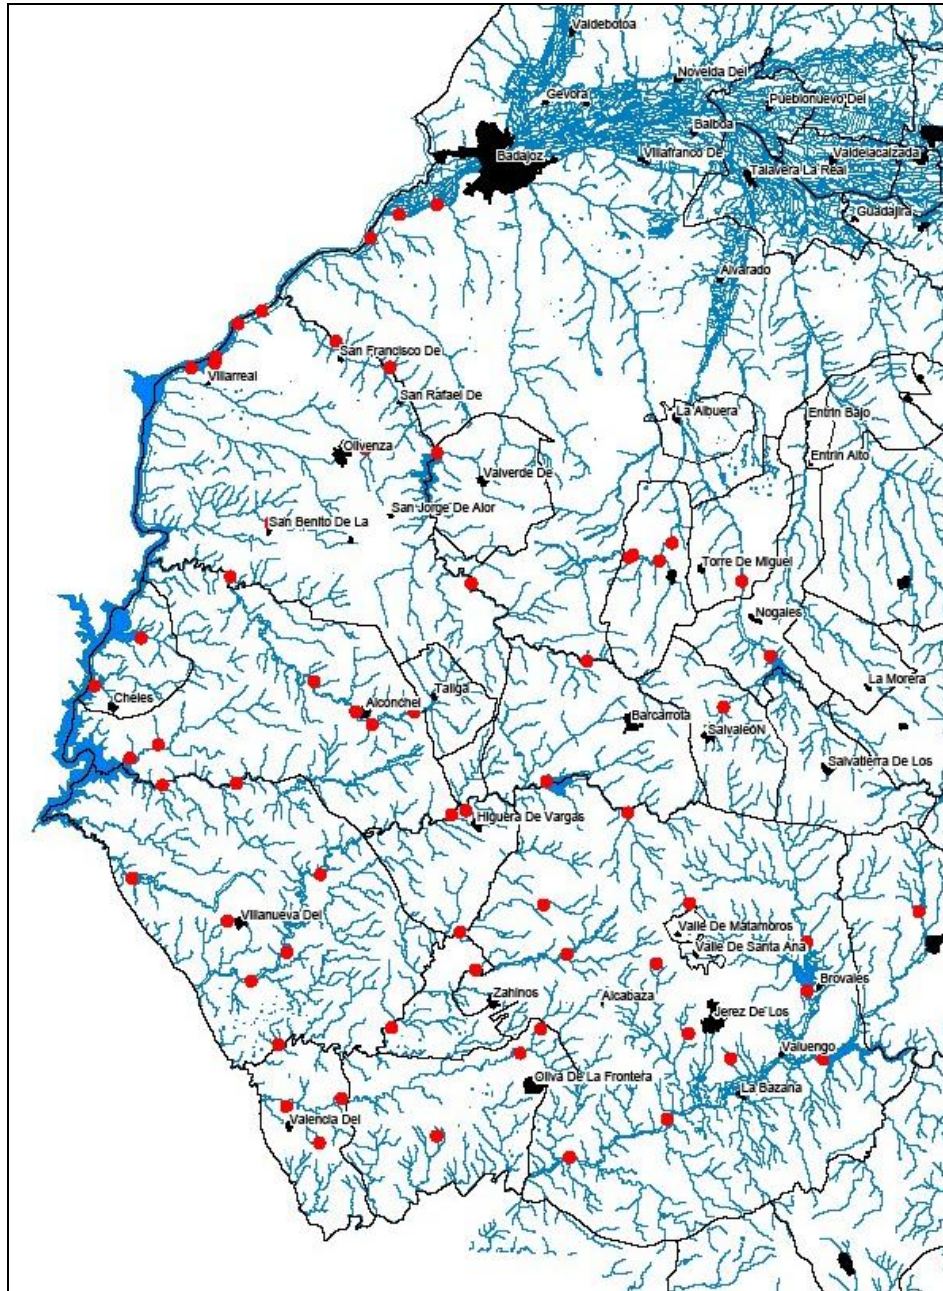 Valdebotoa
Novelda Del
Gevora
Pueblonuevo Del
Balboa
Badajoz
Villafranco De
Valdelacalzada
Talavera La Real
Guadajira
Alvarado
San Francisco De
Villarreal
San Rafael De
La Albuera
Entrin Bajo
Olivenza
Entrin Alto
Valverde De
San Jorge De Alor
San Benito De La
Torre De Miguel
Nogales
La Morera
Taliga
Cheles
Alconchel
Barcarrota
SalvaleoN
Salvatierra De Los
Higuera De Vargas
Villanueva Del
Valle De Matamoros
Valle De Santa Ana
Brovales
Zahinos
Alcabaza
Jerez De Los
Valuengo
Oliva De La Frontera
La Bazana
Valencia Del